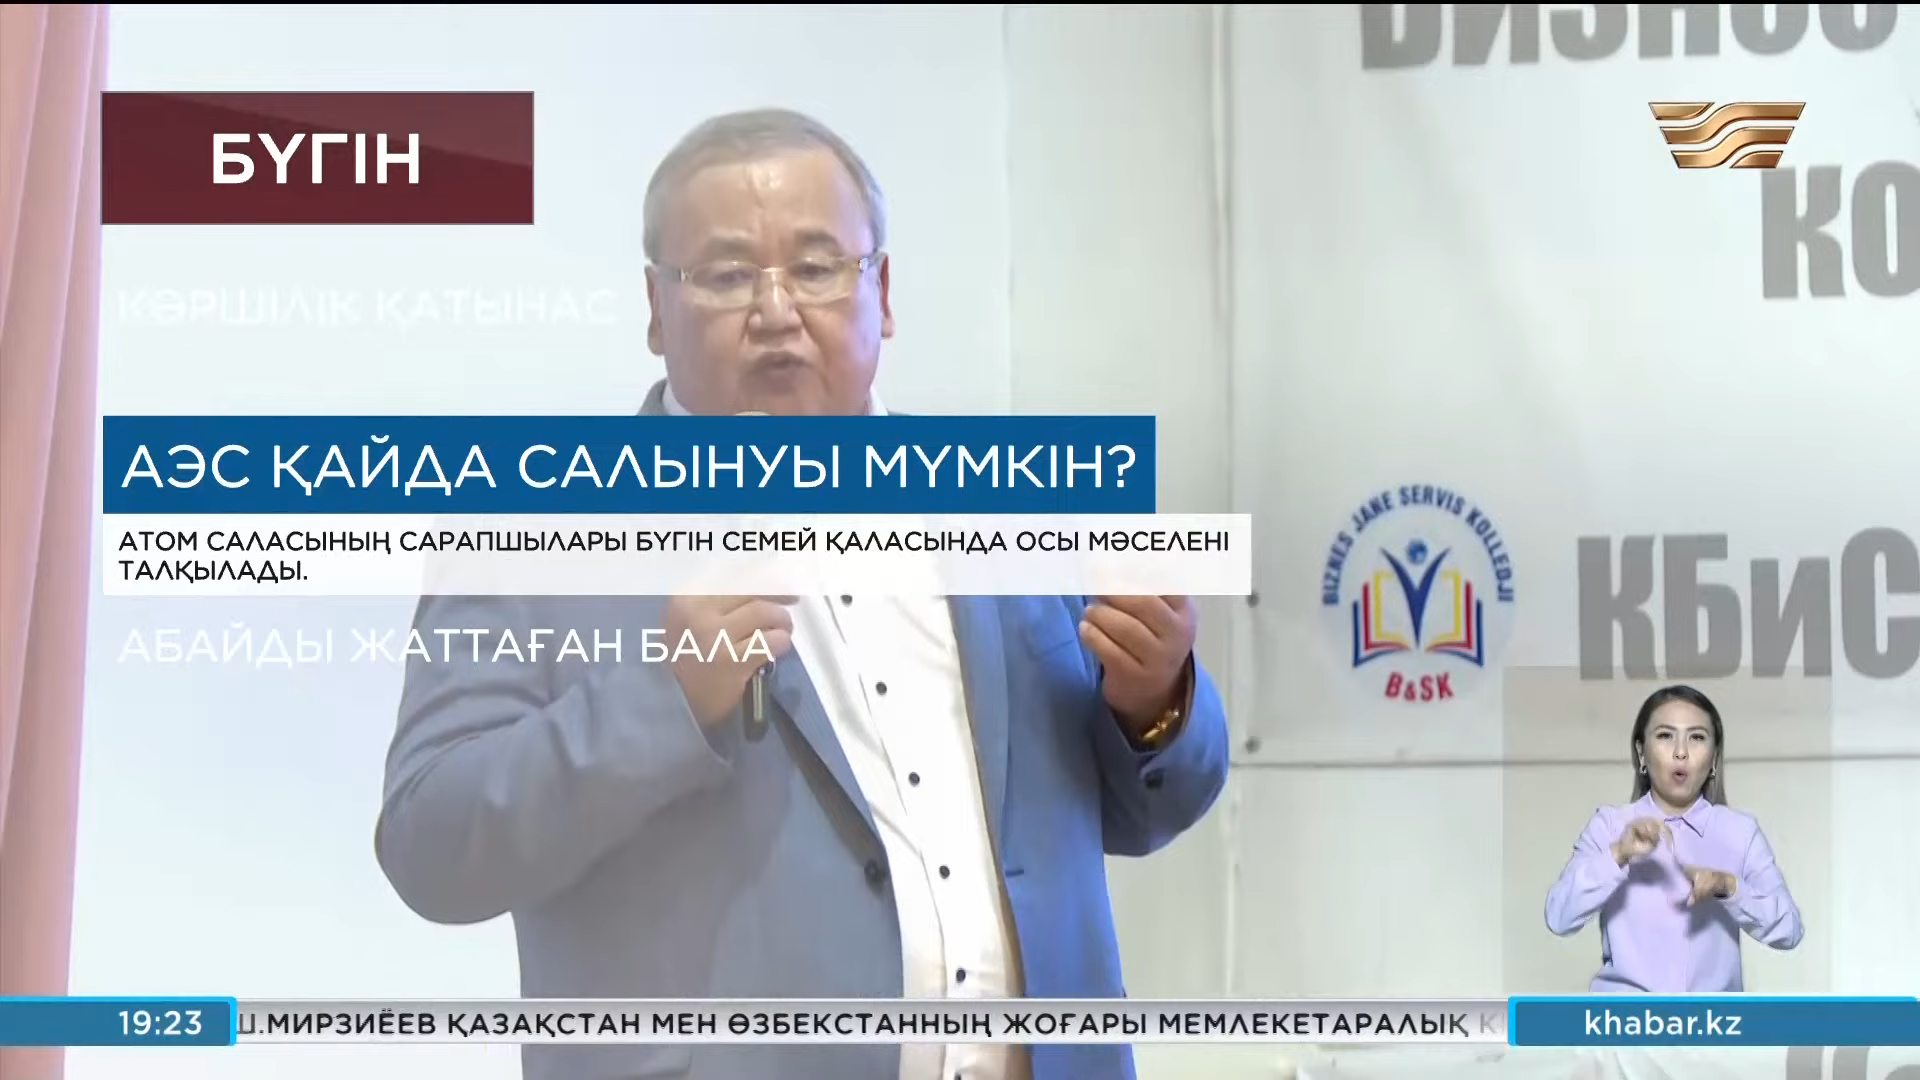 БИЗНЕС
КО
БҮГІН
КӨРШІЛІК ҚАТЫНАС
АЭС ҚАЙДА САЛЫНУЫ МҮМКІН?
АТОМ САЛАСЫНЫҢ САРАПШЫЛАРЫ БҮГІН СЕМЕЙ ҚАЛАСЫНДА ОСЫ МӘСЕЛЕНІ
ТАЛҚЫЛАДЫ.
BIZNES JANE SERVIS KOLLEDJI
B&SK
КБиС
АБАЙДЫ ЖАТТАҒАН БАЛА
19:23
Ш.МИРЗИЁЕВ ҚАЗАҚСТАН МЕН ӨЗБЕКСТАННЫҢ ЖОҒАРЫ МЕМЛЕКЕТАРАЛЫҚ К
khabar.kz